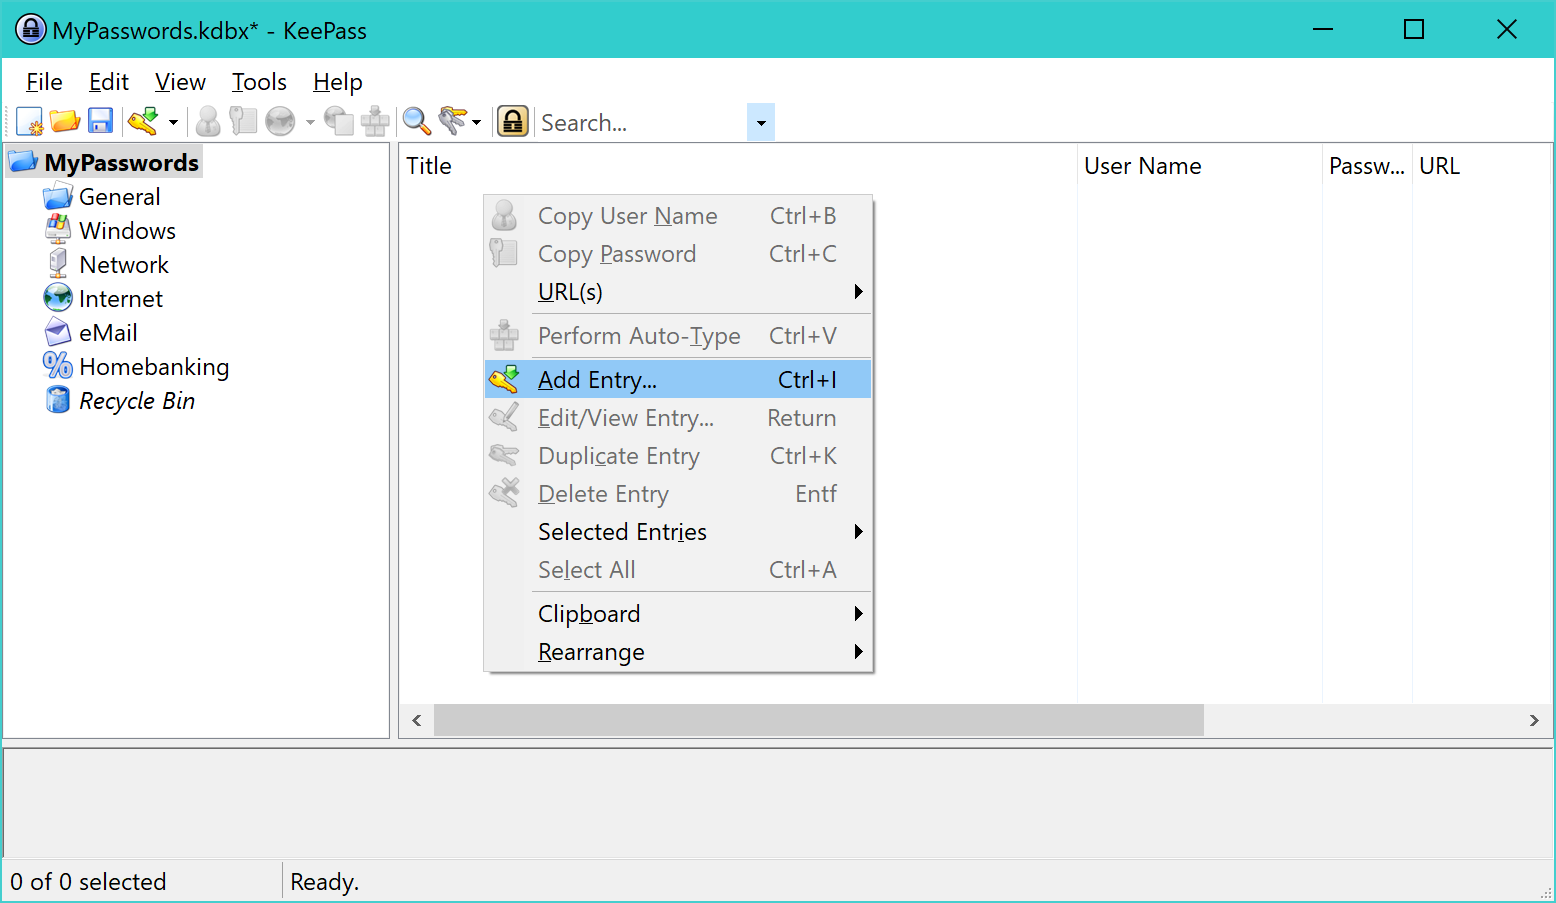 MyPasswords.kdbx* - KeePass
File Edit View Tools Help
Search...
MyPasswords
General
Windows
Network
Internet
eMail
Homebanking
Recycle Bin
Title User Name Passw... URL
Copy User Name Ctrl+B
Copy Password Ctrl+C
URL(s)
Perform Auto-Type Ctrl+V
Add Entry... Ctrl+I
Edit/View Entry... Return
Duplicate Entry Ctrl+K
Delete Entry Entf
Selected Entries
Select All Ctrl+A
Clipboard
Rearrange
0 of 0 selected Ready.